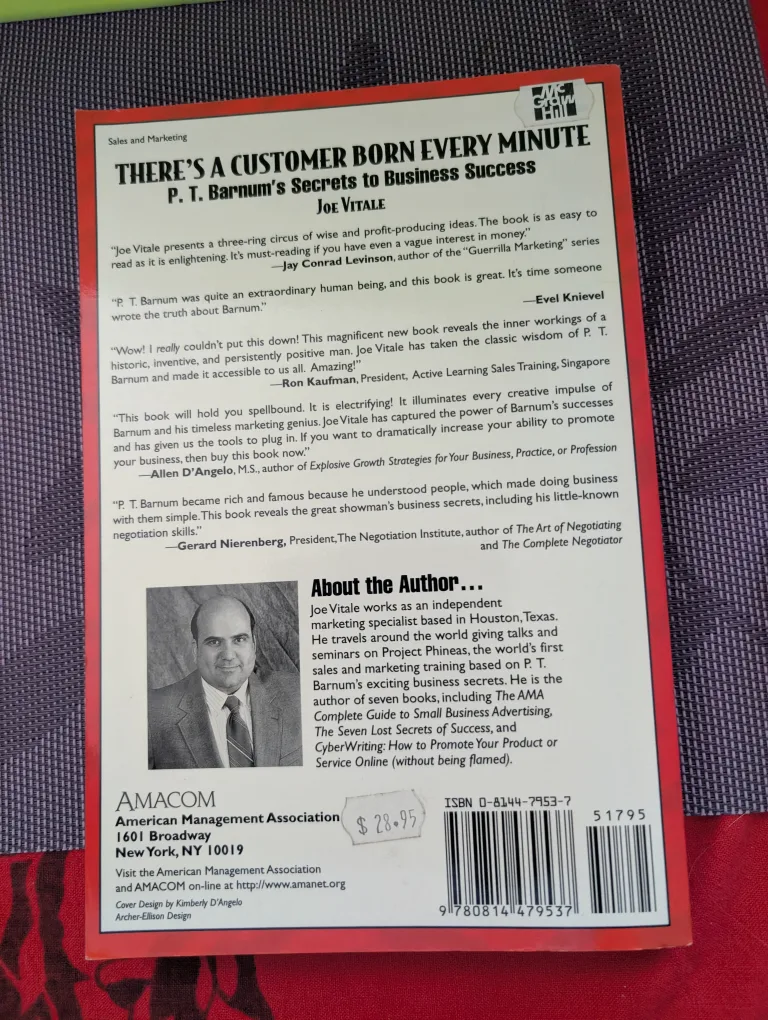 Mc
Graw
Hill
Sales and Marketing
THERE'S A CUSTOMER BORN EVERY MINUTE
P. T. Barnum's Secrets to Business Success
JOE VITALE
"Joe Vitale presents a three-ring circus of wise and profit-producing ideas. The book is as easy to
read as it is enlightening. It's must-reading if you have even a vague interest in money."
—Jay Conrad Levinson, author of the "Guerrilla Marketing" series
"P. T. Barnum was quite an extraordinary human being, and this book is great. It's time someone
wrote the truth about Barnum."
—Evel Knievel
"Wow! I really couldn't put this down! This magnificent new book reveals the inner workings of a
historic, inventive, and persistently positive man. Joe Vitale has taken the classic wisdom of P. T.
Barnum and made it accessible to us all. Amazing!"
—Ron Kaufman, President, Active Learning Sales Training, Singapore
"This book will hold you spellbound. It is electrifying! It illuminates every creative impulse of
Barnum and his timeless marketing genius. Joe Vitale has captured the power of Barnum's successes
and has given us the tools to plug in. If you want to dramatically increase your ability to promote
your business, then buy this book now."
—Allen D'Angelo, M.S., author of Explosive Growth Strategies for Your Business, Practice, or Profession
"P. T. Barnum became rich and famous because he understood people, which made doing business
with them simple. This book reveals the great showman's business secrets, including his little-known
negotiation skills."
—Gerard Nierenberg, President, The Negotiation Institute, author of The Art of Negotiating
and The Complete Negotiator
About the Author...
Joe Vitale works as an independent
marketing specialist based in Houston, Texas.
He travels around the world giving talks and
seminars on Project Phineas, the world's first
sales and marketing training based on P. T.
Barnum's exciting business secrets. He is the
author of seven books, including The AMA
Complete Guide to Small Business Advertising,
The Seven Lost Secrets of Success, and
CyberWriting: How to Promote Your Product or
Service Online (without being flamed).
AMACOM
American Management Association
1601 Broadway
New York, NY 10019
Visit the American Management Association
and AMACOM on-line at http://www.amanet.org
Cover Design by Kimberly D'Angelo
Archer-Ellison Design
$ 28.95
ISBN 0-8144-7953-7
51795
9 780814 479537